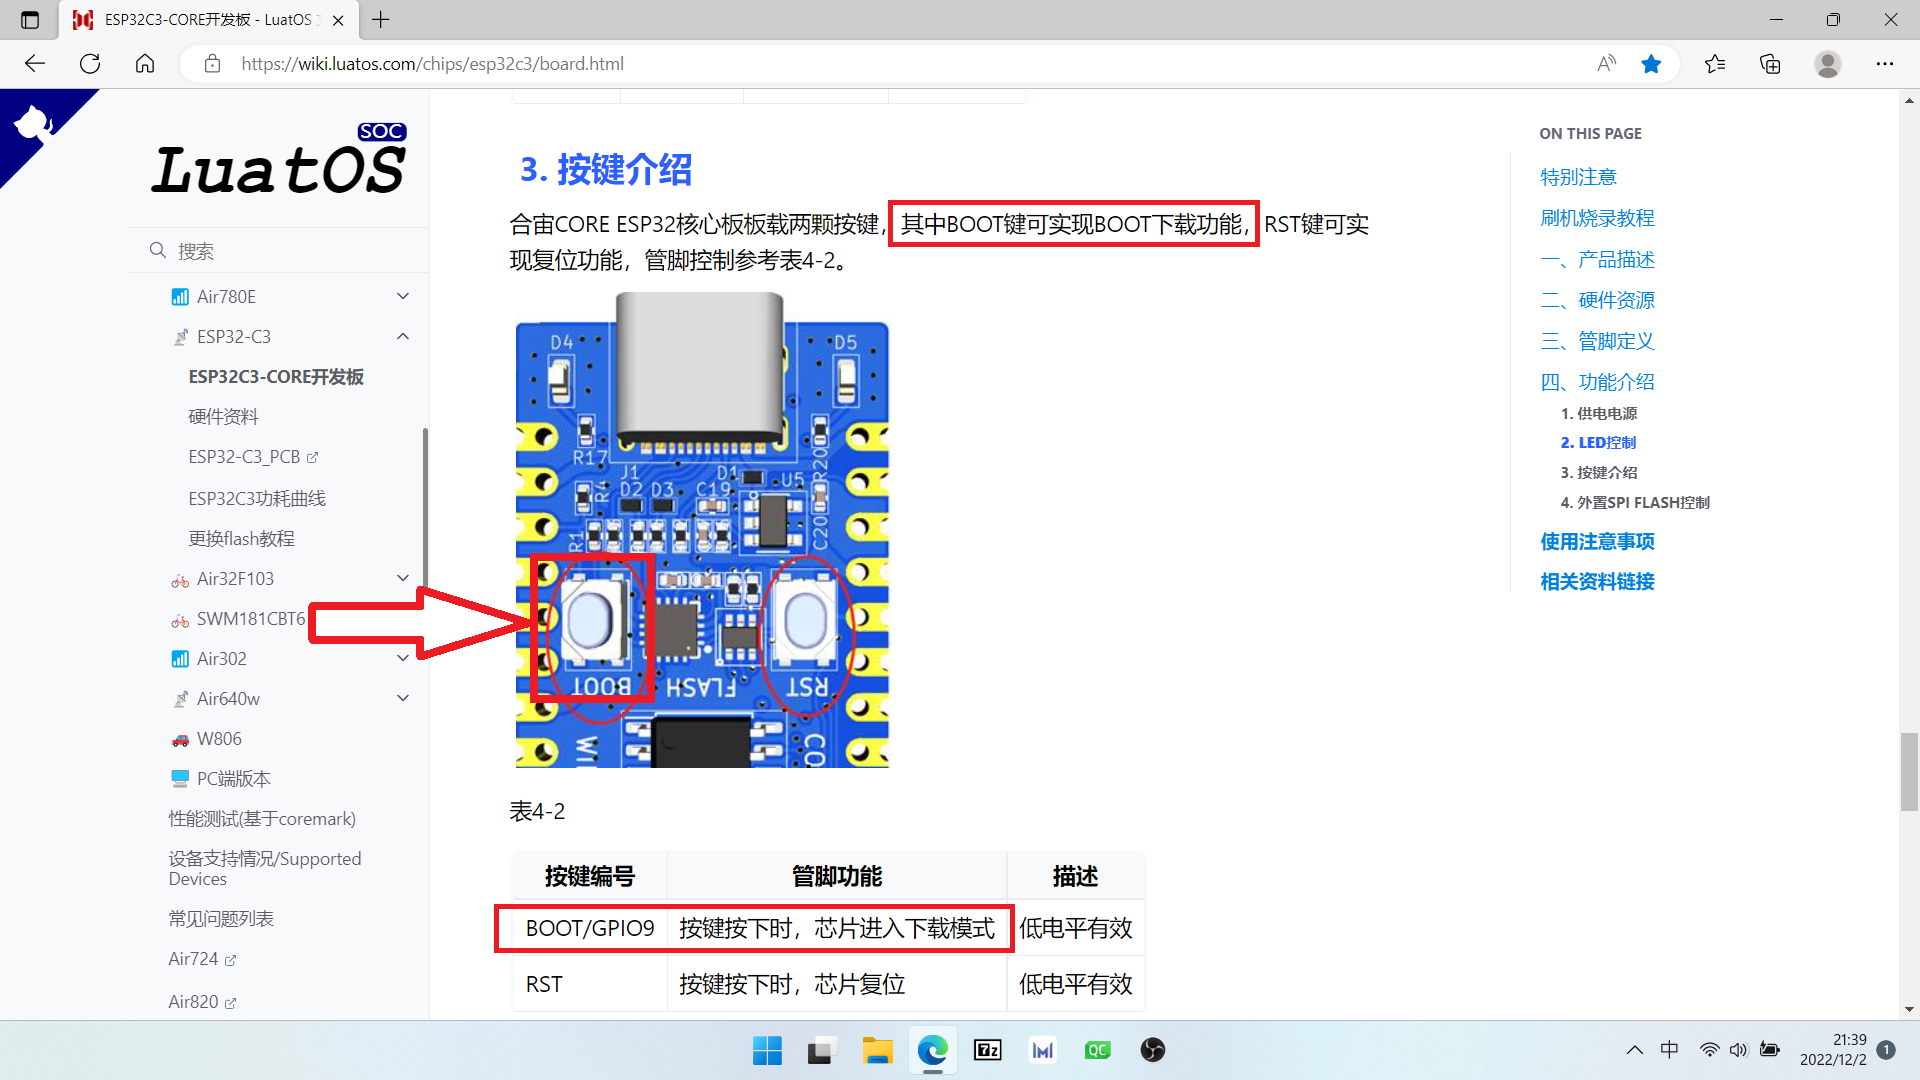 ESP32C3-CORE开发板 - LuatOS
https://wiki.luatos.com/chips/esp32c3/board.html
SOC
LuatOS
搜索
Air780E
ESP32-C3
ESP32C3-CORE开发板
硬件资料
ESP32-C3_PCB
ESP32C3功耗曲线
更换flash教程
Air32F103
SWM181CBT6
Air302
Air640w
W806
PC端版本
性能测试(基于coremark)
设备支持情况/Supported
Devices
常见问题列表
Air724
Air820
3. 按键介绍
合宙CORE ESP32核心板板载两颗按键，其中BOOT键可实现BOOT下载功能，RST键可实
现复位功能，管脚控制参考表4-2。
D4
D5
R17
J1
D1
R20
R4
D2
D3
C19
U5
R1
C20
BOOT
FLASH
RST
表4-2
按键编号 管脚功能 描述
BOOT/GPIO9 按键按下时，芯片进入下载模式 低电平有效
RST 按键按下时，芯片复位 低电平有效
ON THIS PAGE
特别注意
刷机烧录教程
一、产品描述
二、硬件资源
三、管脚定义
四、功能介绍
1. 供电电源
2. LED控制
3. 按键介绍
4. 外置SPI FLASH控制
使用注意事项
相关资料链接
7z
QC
中
21:39
2022/12/2
1